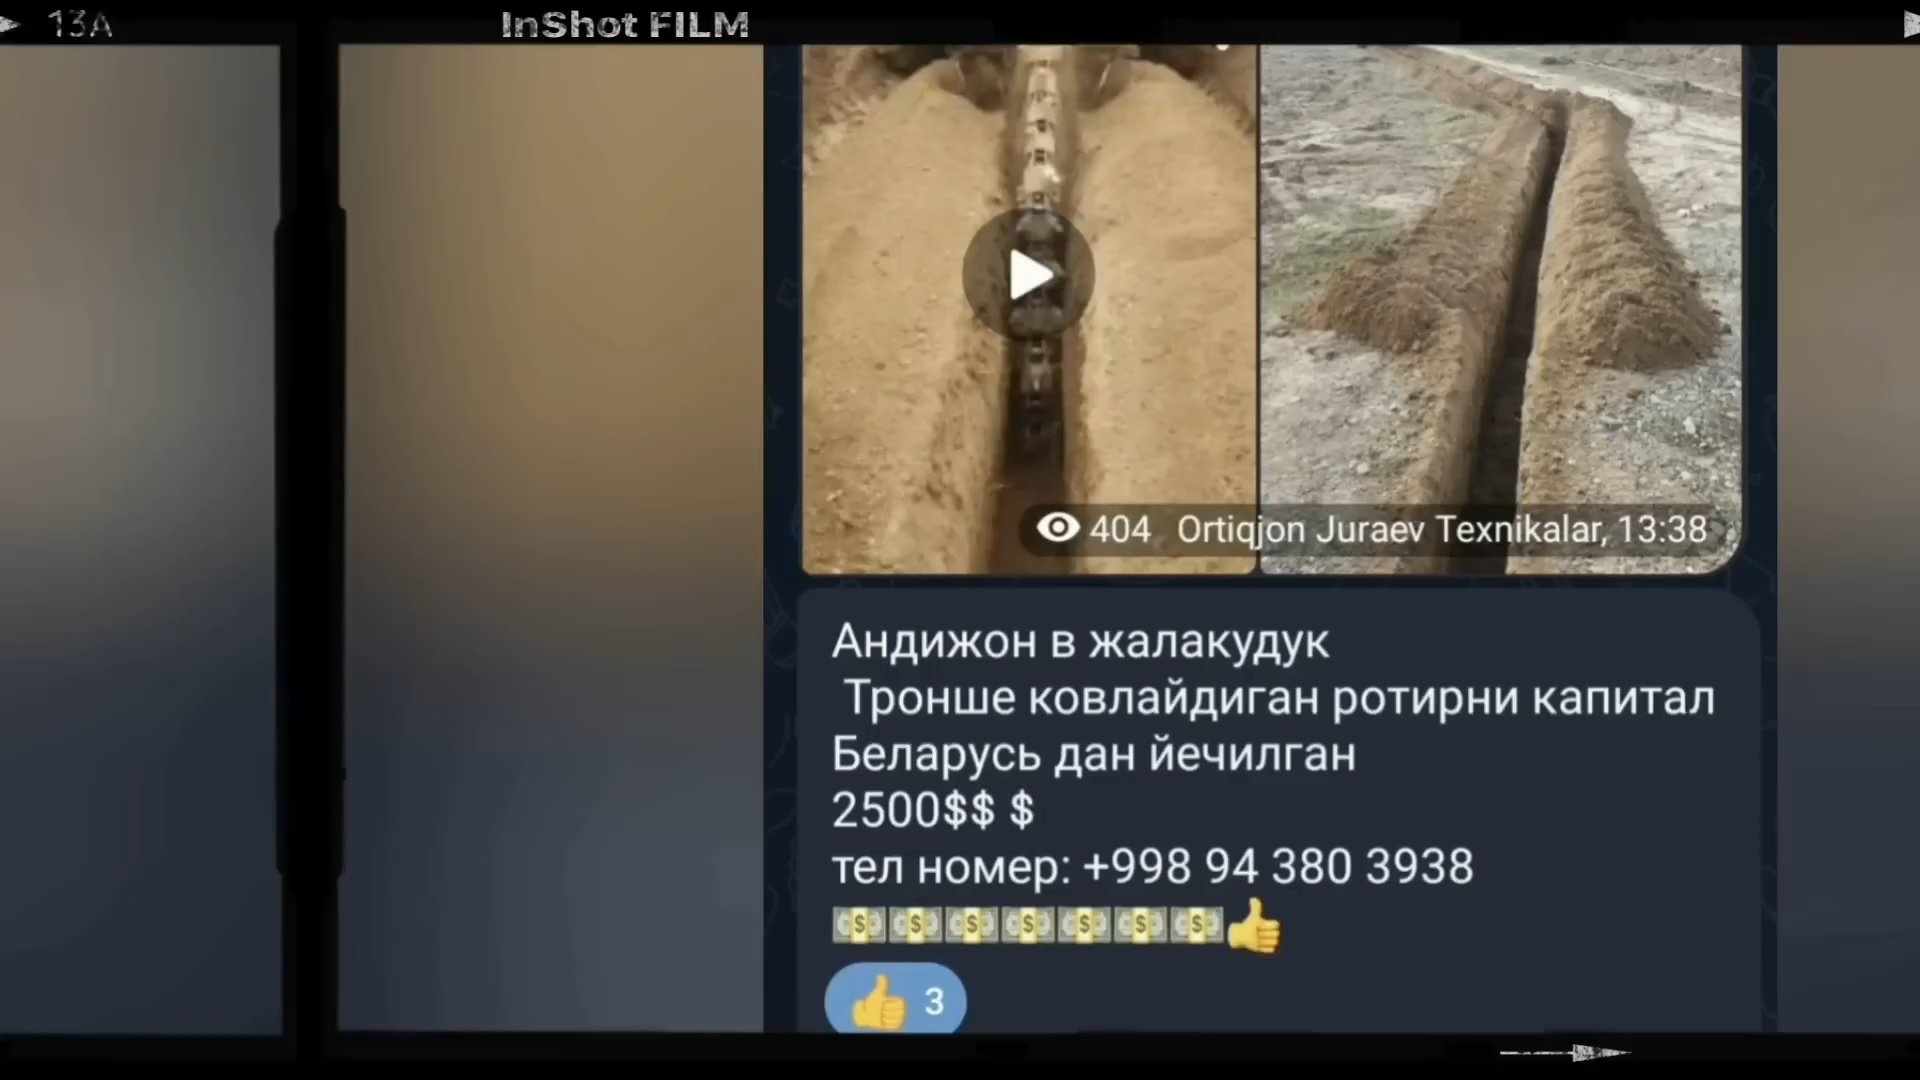 13A
InShot FILM
404 Ortiqjon Juraev Texnikalar, 13:38
Андижон в жалакудук
Тронше ковлайдиган ротирни капитал
Беларусь дан йечилган
2500$$ $
тел номер: +998 94 380 3938
💵💵💵💵💵💵💵👍
👍 3